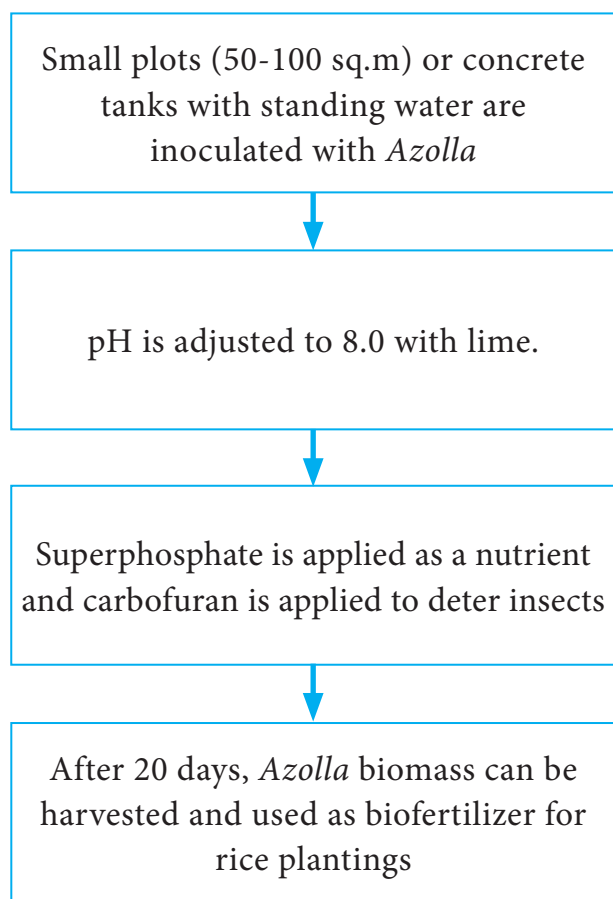 Small plots (50-100 sq.m) or concrete
tanks with standing water are
inoculated with Azolla
pH is adjusted to 8.0 with lime.
Superphosphate is applied as a nutrient
and carbofuran is applied to deter insects
After 20 days, Azolla biomass can be
harvested and used as biofertilizer for
rice plantings